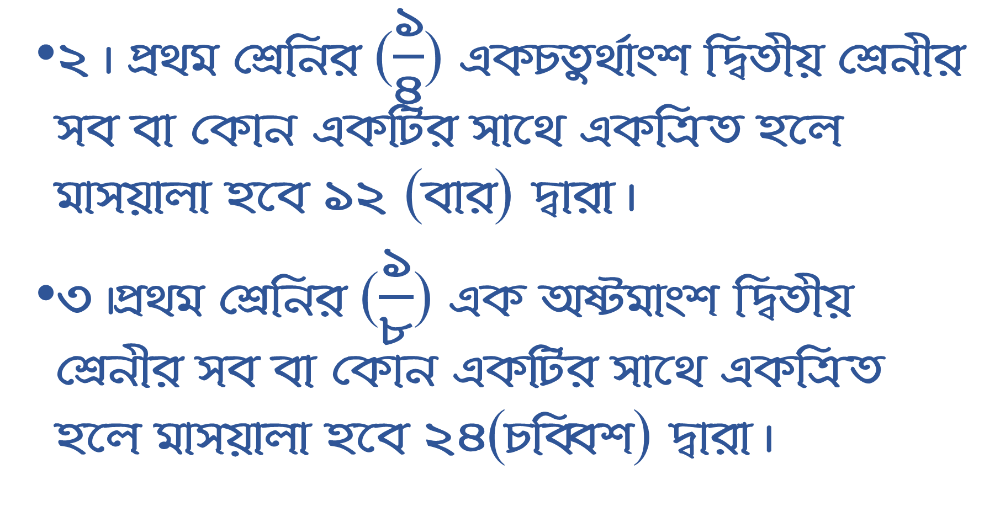 •২। প্রথম শ্রেনির (১/৪) একচতুর্থাংশ দ্বিতীয় শ্রেনীর
সব বা কোন একটির সাথে একত্রিত হলে
মাসয়ালা হবে ১২ (বার) দ্বারা।
•৩ ।প্রথম শ্রেনির (১/৮) এক অষ্টমাংশ দ্বিতীয়
শ্রেনীর সব বা কোন একটির সাথে একত্রিত
হলে মাসয়ালা হবে ২৪(চব্বিশ) দ্বারা।